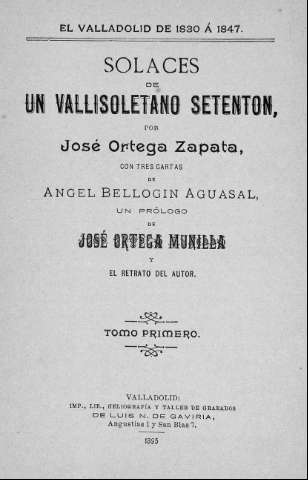 EL VALLADOLID DE 1830 Á 1847.
SOLACES
DE
UN VALLISOLETANO SETENTON,
POR
José Ortega Zapata,
CON TRES CARTAS
DE
ANGEL BELLOGIN AGUASAL,
UN PRÓLOGO
DE
JOSÉ ORTEGA MUNILLA
Y
EL RETRATO DEL AUTOR.
TOMO PRIMERO.
VALLADOLID:
IMP., LIB., HELIOGRAFÍA Y TALLER DE GRABADOS
DE LUIS N. DE GAVIRIA,
Angustias 1 y San Blas 7.
1895